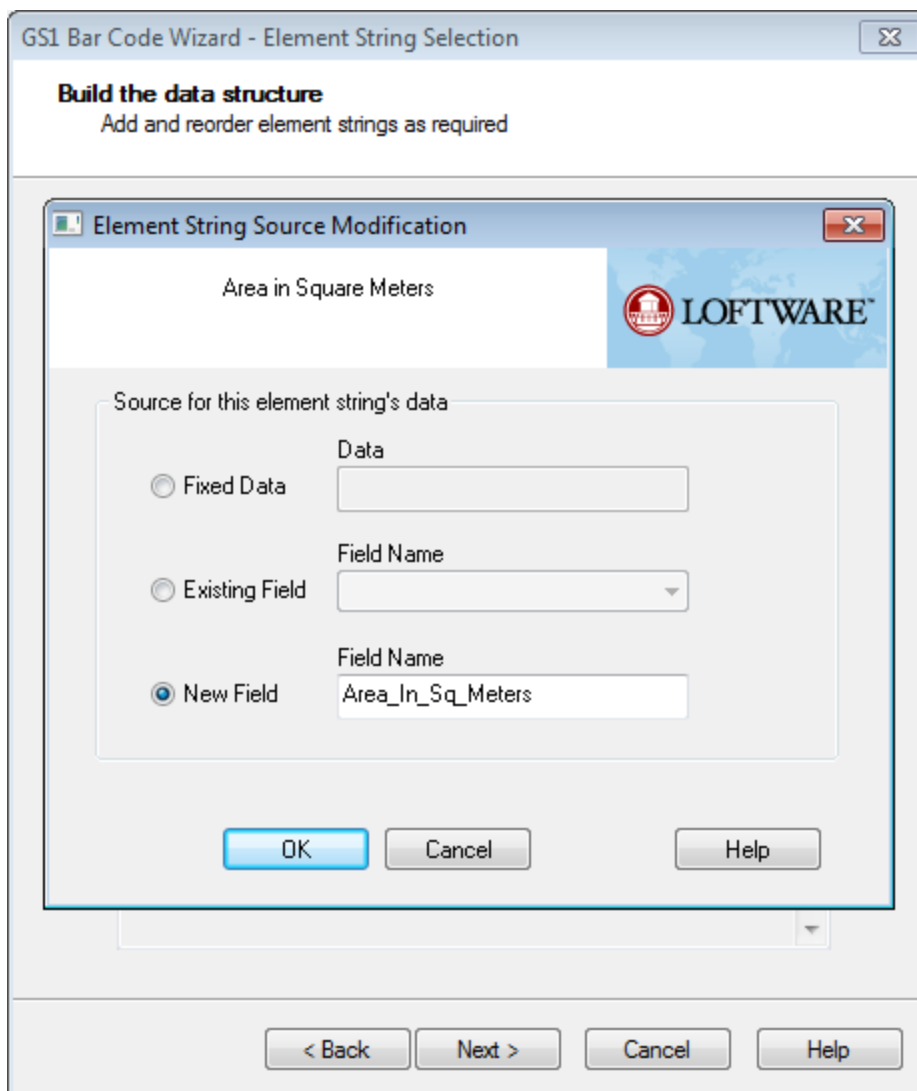 GS1 Bar Code Wizard - Element String Selection
Build the data structure
Add and reorder element strings as required
Element String Source Modification
Area in Square Meters
LOFTWARE™
Source for this element string's data
Data
Fixed Data
Field Name
Existing Field
Field Name
New Field
Area_In_Sq_Meters
OK Cancel Help
< Back Next > Cancel Help